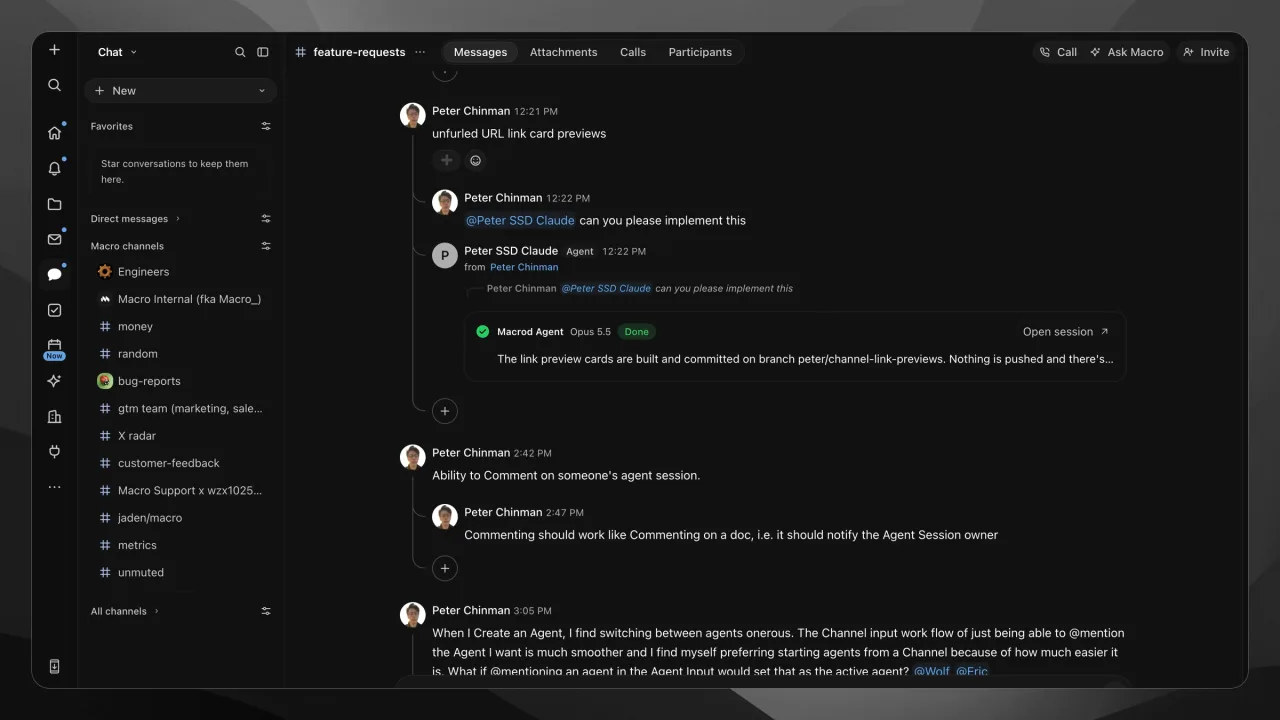 Chat
# feature-requests ...
Messages
Attachments
Calls
Participants
Call
Ask Macro
Invite
New
Favorites
Star conversations to keep them
here.
Direct messages
Macro channels
Engineers
Macro Internal (fka Macro_)
# money
# random
bug-reports
# gtm team (marketing, sale...
# X radar
# customer-feedback
# Macro Support x wzx1025...
# jaden/macro
# metrics
# unmuted
All channels
Now
Peter Chinman 12:21 PM
unfurled URL link card previews
Peter Chinman 12:22 PM
@Peter SSD Claude can you please implement this
P
Peter SSD Claude Agent 12:22 PM
from Peter Chinman
Peter Chinman @Peter SSD Claude can you please implement this
Macrod Agent Opus 5.5 Done
Open session
The link preview cards are built and committed on branch peter/channel-link-previews. Nothing is pushed and there's...
Peter Chinman 2:42 PM
Ability to Comment on someone's agent session.
Peter Chinman 2:47 PM
Commenting should work like Commenting on a doc, i.e. it should notify the Agent Session owner
Peter Chinman 3:05 PM
When I Create an Agent, I find switching between agents onerous. The Channel input work flow of just being able to @mention
the Agent I want is much smoother and I find myself preferring starting agents from a Channel because of how much easier it
is. What if @mentioning an agent in the Agent Input would set that as the active agent? @Wolf @Eric